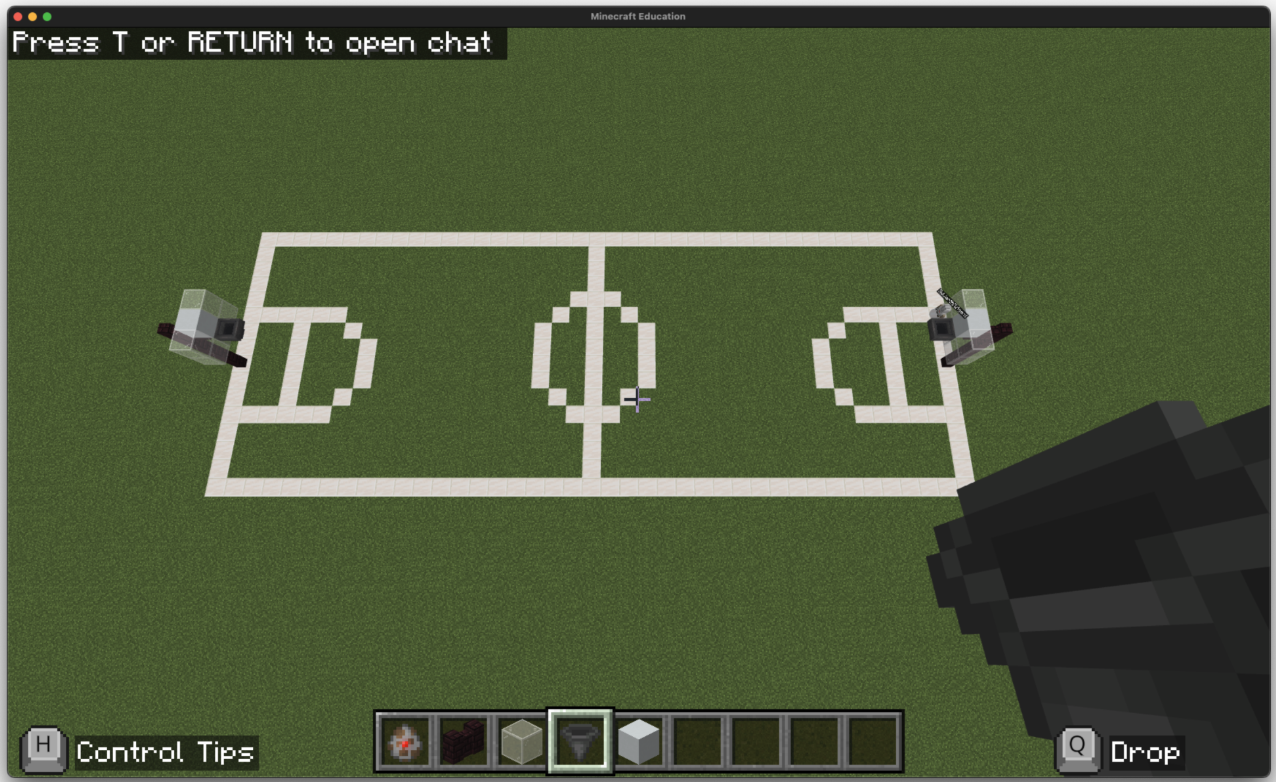 Minecraft Education
Press T or RETURN to open chat
H Control Tips
Q Drop